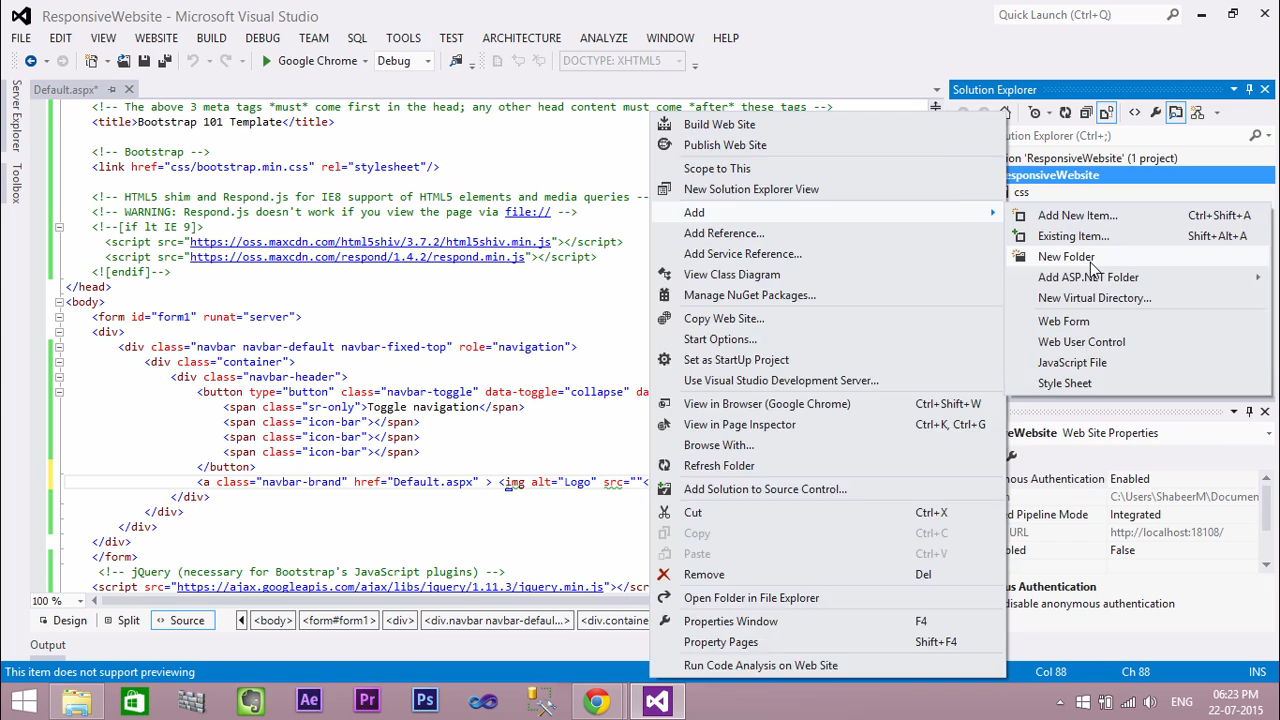 ResponsiveWebsite - Microsoft Visual Studio
Quick Launch (Ctrl+Q)
FILE EDIT VIEW WEBSITE BUILD DEBUG TEAM SQL TOOLS TEST ARCHITECTURE ANALYZE WINDOW HELP
Google Chrome Debug DOCTYPE: XHTML5
Server Explorer
Toolbox
Default.aspx*
<!-- The above 3 meta tags *must* come first in the head; any other head content must come *after* these tags -->
<title>Bootstrap 101 Template</title>
<!-- Bootstrap -->
<link href="css/bootstrap.min.css" rel="stylesheet"/>
<!-- HTML5 shim and Respond.js for IE8 support of HTML5 elements and media queries -->
<!-- WARNING: Respond.js doesn't work if you view the page via file:// -->
<!--[if lt IE 9]>
<script src="https://oss.maxcdn.com/html5shiv/3.7.2/html5shiv.min.js"></script>
<script src="https://oss.maxcdn.com/respond/1.4.2/respond.min.js"></script>
<![endif]-->
</head>
<body>
<form id="form1" runat="server">
<div>
<div class="navbar navbar-default navbar-fixed-top" role="navigation">
<div class="container">
<div class="navbar-header">
<button type="button" class="navbar-toggle" data-toggle="collapse" da
<span class="sr-only">Toggle navigation</span>
<span class="icon-bar"></span>
<span class="icon-bar"></span>
<span class="icon-bar"></span>
</button>
<a class="navbar-brand" href="Default.aspx" > <img alt="Logo" src=""<
</div>
</div>
</div>
</div>
</form>
<!-- jQuery (necessary for Bootstrap's JavaScript plugins) -->
<script src="https://ajax.googleapis.com/ajax/libs/jquery/1.11.3/jquery.min.js"></s
100 %
Design Split Source <body> <form#form1> <div> <div.navbar navbar-defaul...> <div.containe
Output
This item does not support previewing
Col 88 Ch 88 INS
Build Web Site
Publish Web Site
Scope to This
New Solution Explorer View
Add
Add Reference...
Add Service Reference...
View Class Diagram
Manage NuGet Packages...
Copy Web Site...
Start Options...
Set as StartUp Project
Use Visual Studio Development Server...
View in Browser (Google Chrome) Ctrl+Shift+W
View in Page Inspector Ctrl+K, Ctrl+G
Browse With...
Refresh Folder
Add Solution to Source Control...
Cut Ctrl+X
Copy Ctrl+C
Paste Ctrl+V
Remove Del
Open Folder in File Explorer
Properties Window F4
Property Pages Shift+F4
Run Code Analysis on Web Site
Solution Explorer
olution Explorer (Ctrl+;)
ion 'ResponsiveWebsite' (1 project)
esponsiveWebsite
css
Add New Item... Ctrl+Shift+A
Existing Item... Shift+Alt+A
New Folder
Add ASP.NET Folder
New Virtual Directory...
Web Form
Web User Control
JavaScript File
Style Sheet
veWebsite Web Site Properties
Anonymous Authentication Enabled
C:\Users\ShabeerM\Documen
d Pipeline Mode Integrated
URL http://localhost:18108/
bled False
us Authentication
disable anonymous authentication
Ae Pr Ps
ENG
06:23 PM
22-07-2015